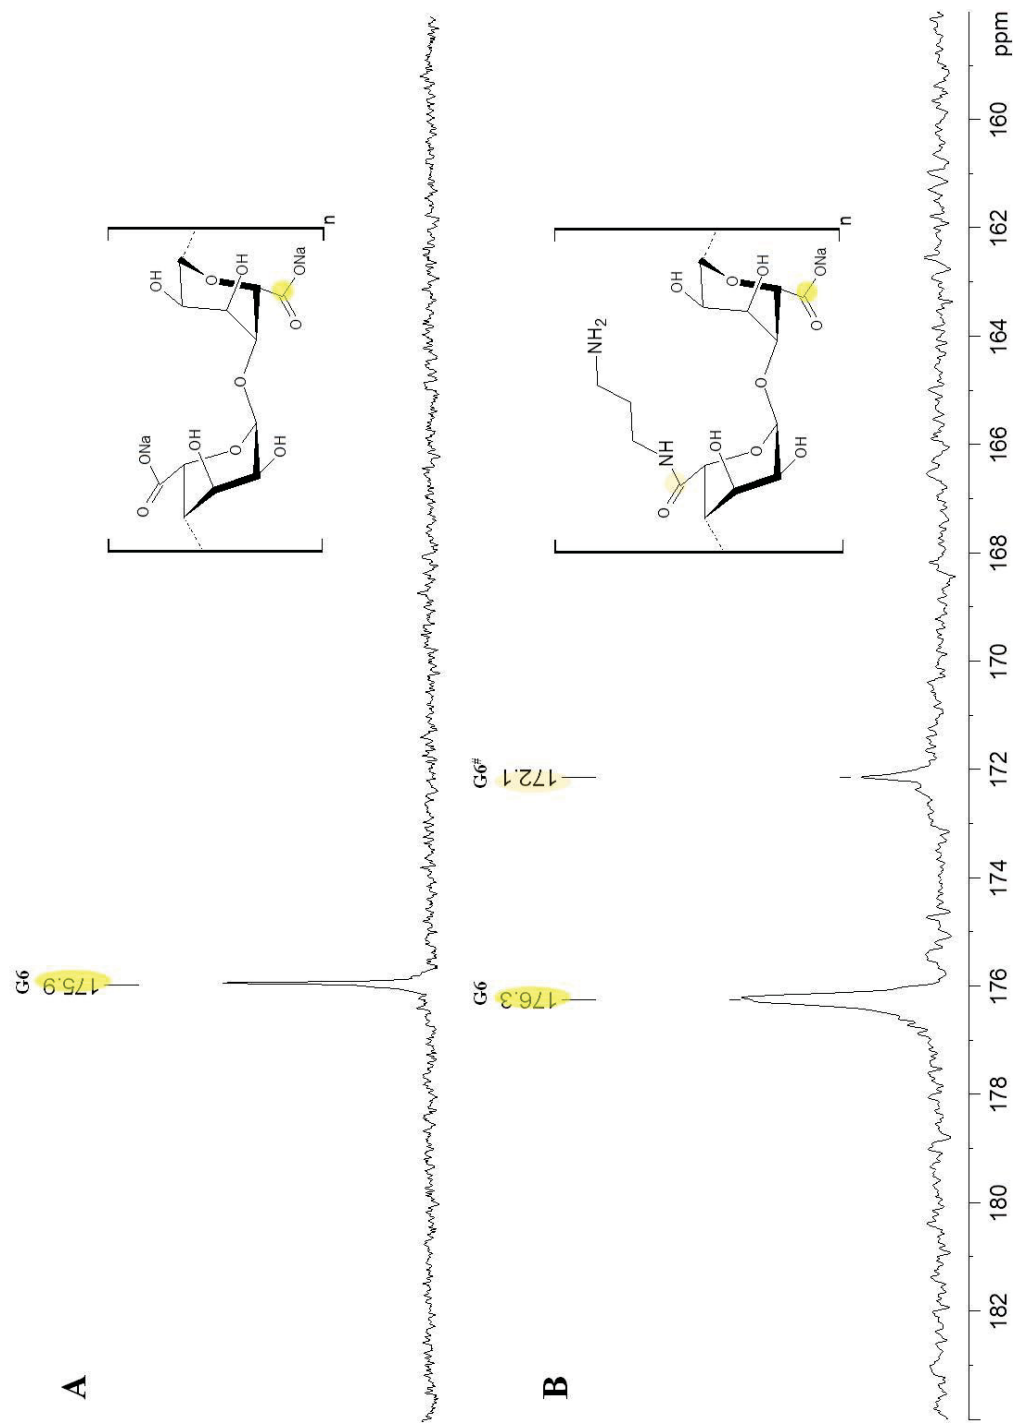 A
G6
175.9
ONa
O
HO
O
OH
O
OH
O
OH
O
ONa
n
B
G6
176.3
G6#
172.1
NH2
NH
O
HO
O
OH
O
OH
O
OH
O
ONa
n
182 180 178 176 174 172 170 168 166 164 162 160 ppm